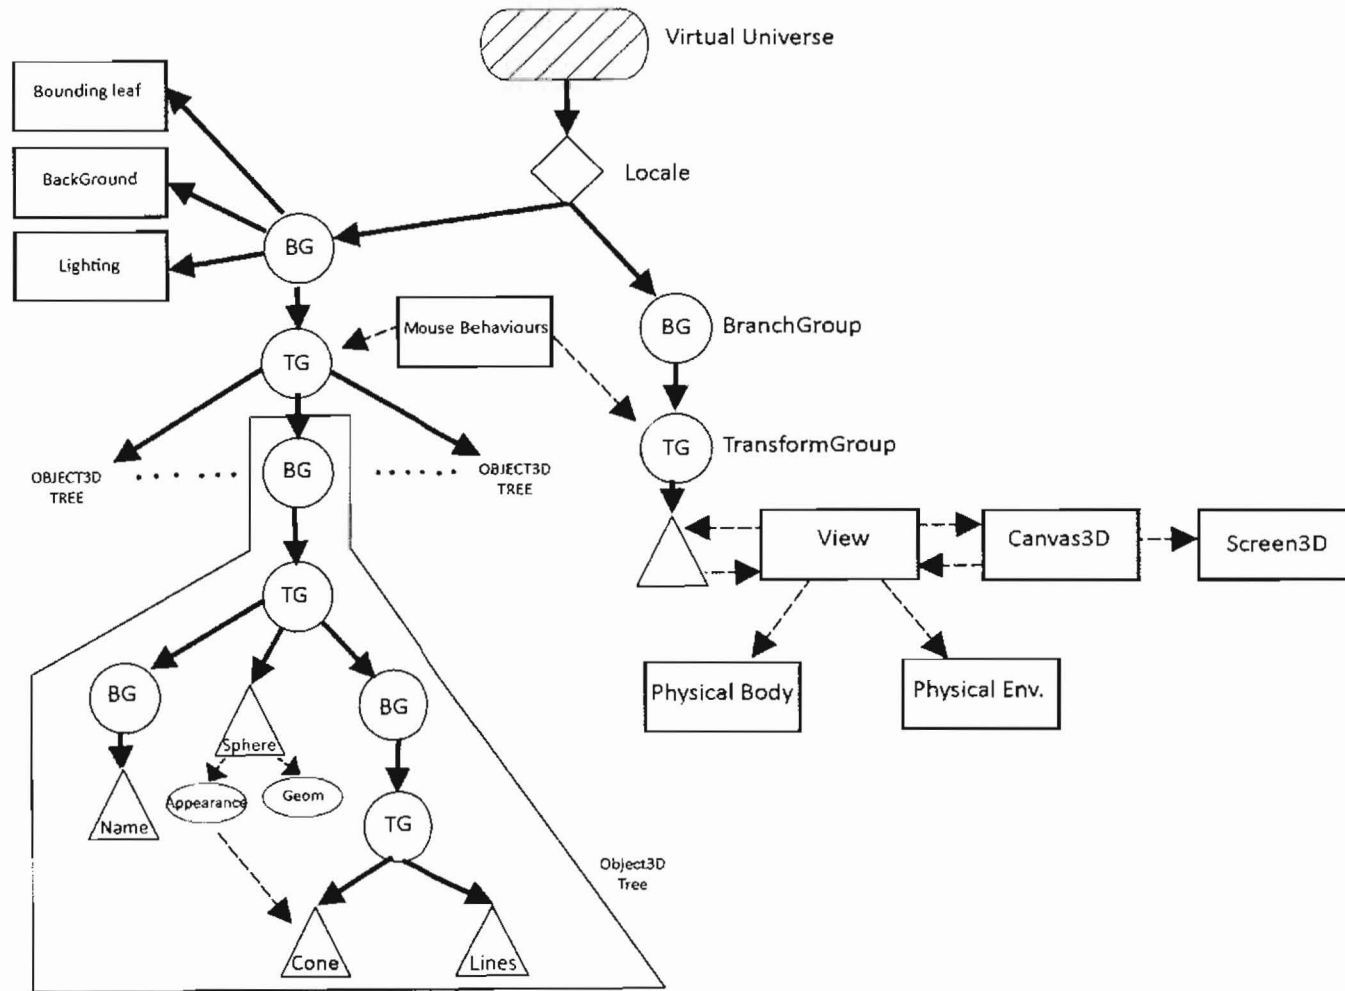 Virtual Universe
Bounding leaf
Locale
BackGround
BG
Lighting
Mouse Behaviours
BG
BranchGroup
TG
TG
TransformGroup
BG
OBJECT3D
TREE
OBJECT3D
TREE
View
Canvas3D
Screen3D
TG
Physical Body
Physical Env.
BG
BG
Sphere
Appearance
Geom
Name
TG
Object3D
Tree
Cone
Lines